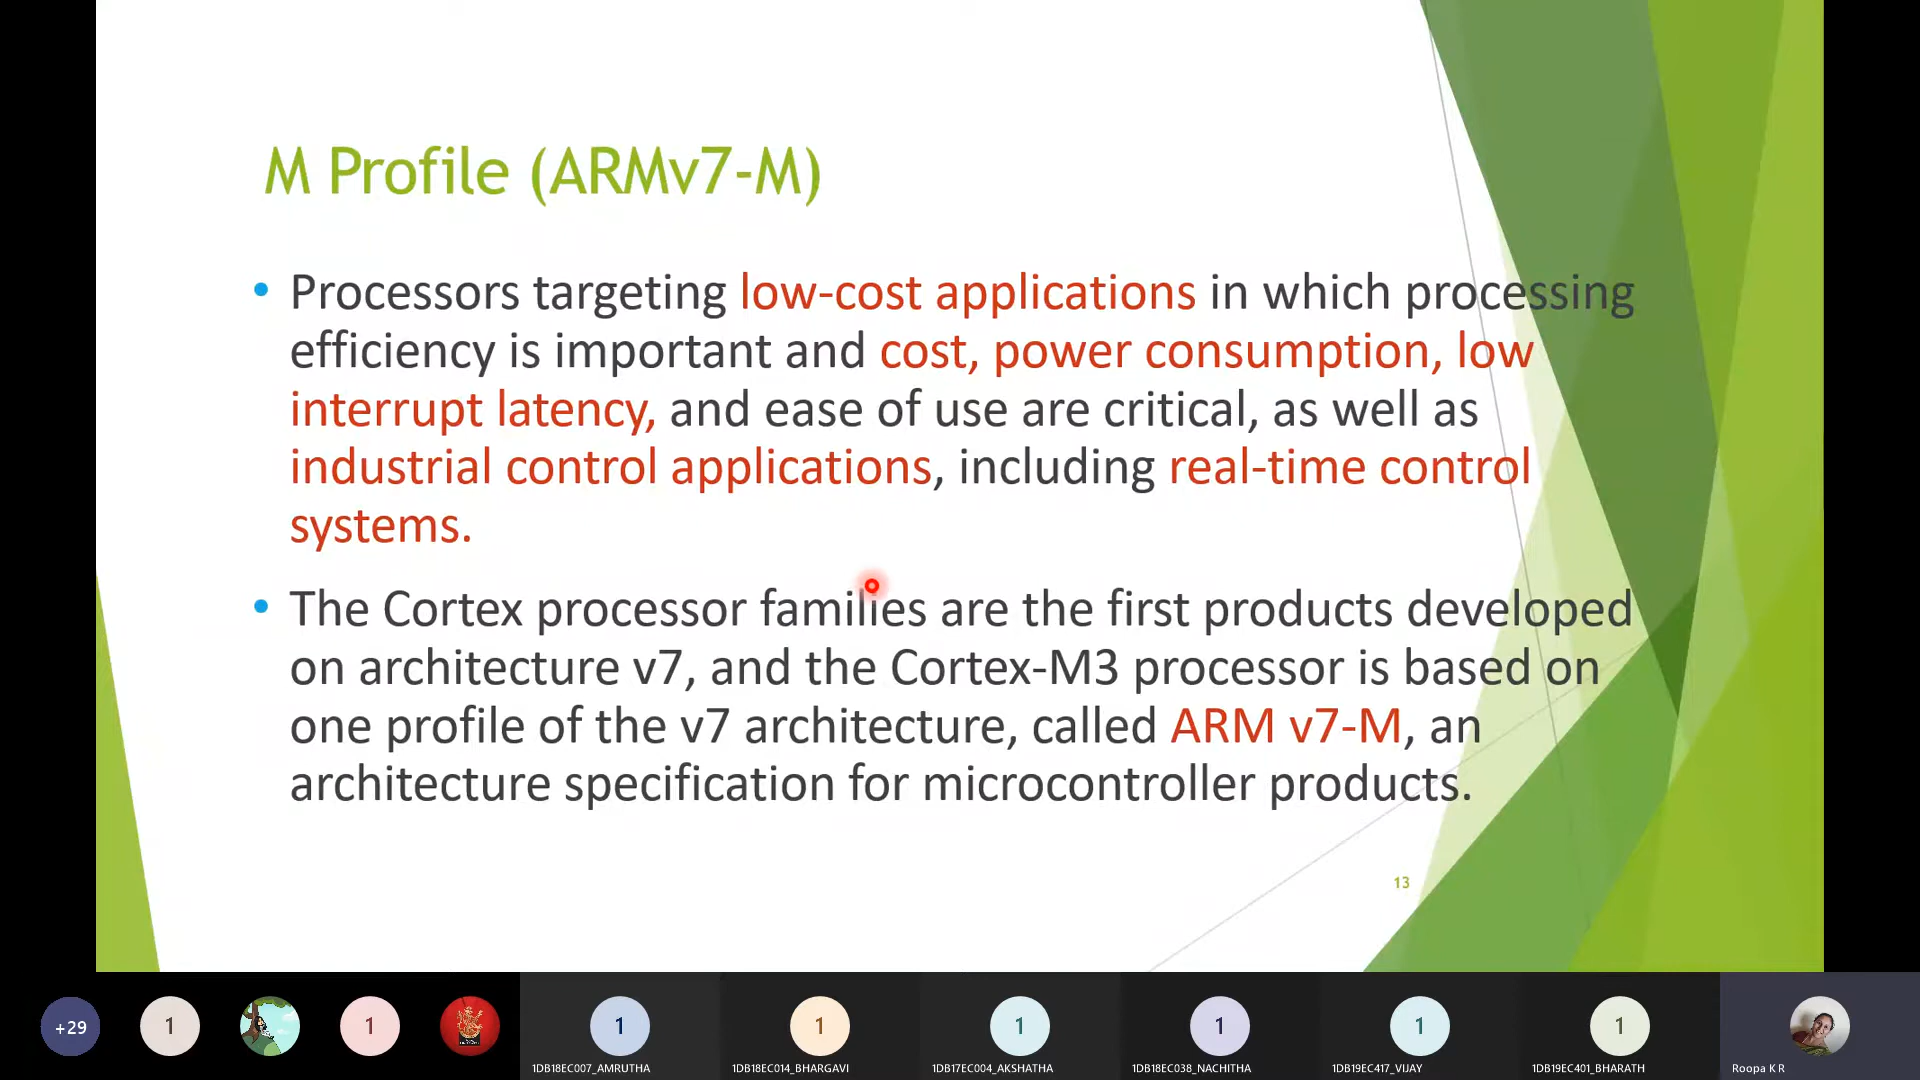 M Profile (ARMv7-M)
• Processors targeting low-cost applications in which processing
efficiency is important and cost, power consumption, low
interrupt latency, and ease of use are critical, as well as
industrial control applications, including real-time control
systems.
• The Cortex processor families are the first products developed
on architecture v7, and the Cortex-M3 processor is based on
one profile of the v7 architecture, called ARM v7-M, an
architecture specification for microcontroller products.
13
+29 1 1 1 1 1 1 1 1
1DB18EC007_AMRUTHA 1DB18EC014_BHARGAVI 1DB17EC004_AKSHATHA 1DB18EC038_NACHITHA 1DB19EC417_VIJAY 1DB19EC401_BHARATH Roopa K R